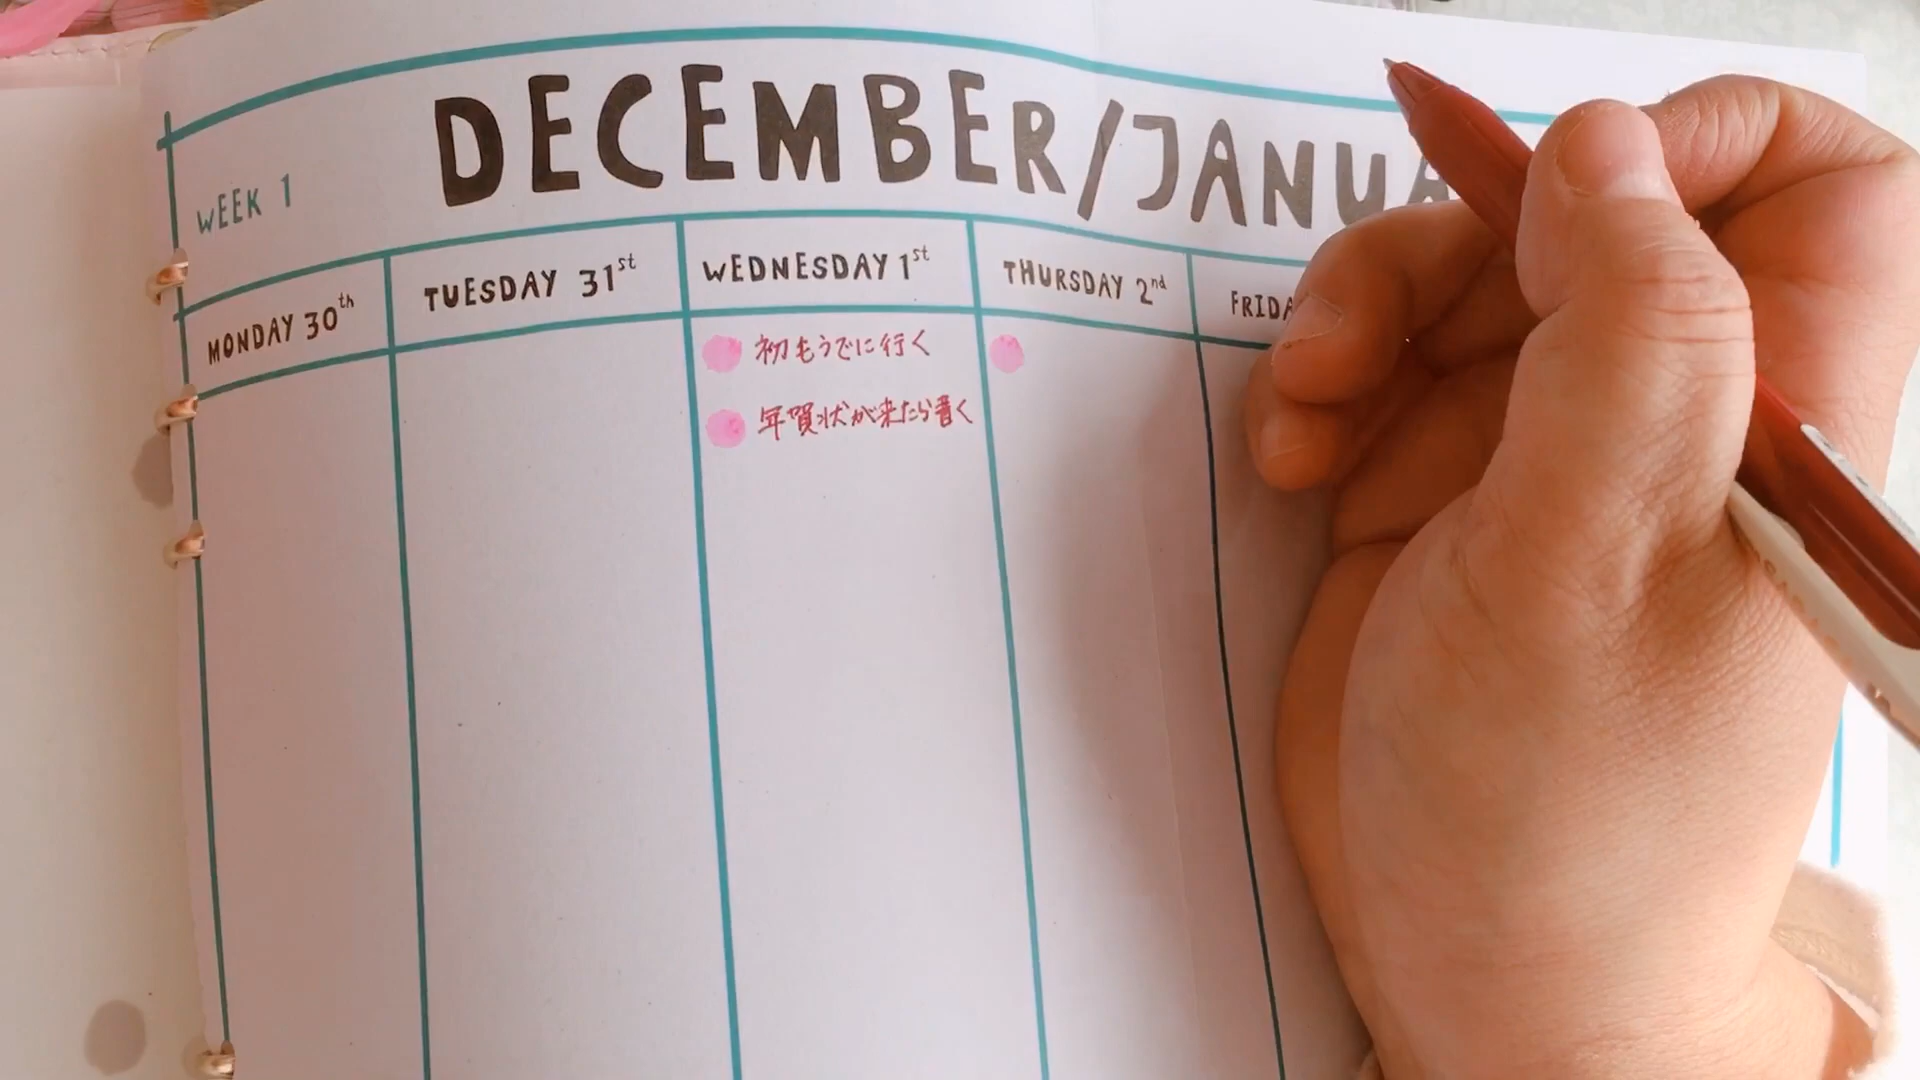 DECEMBER/JANUA
WEEK 1
MONDAY 30th
TUESDAY 31st
WEDNESDAY 1st
THURSDAY 2nd
FRIDA
初もうでに行く
年賀状が来たら書く